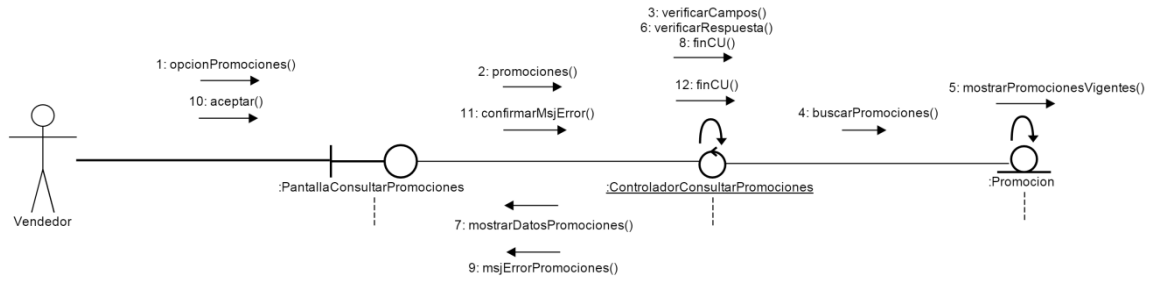 3: verificarCampos()
6: verificarRespuesta()
8: finCU()
1: opcionPromociones()
2: promociones()
12: finCU()
5: mostrarPromocionesVigentes()
10: aceptar()
11: confirmarMsjError()
4: buscarPromociones()
:PantallaConsultarPromociones
:ControladorConsultarPromociones
:Promocion
Vendedor
7: mostrarDatosPromociones()
9: msjErrorPromociones()